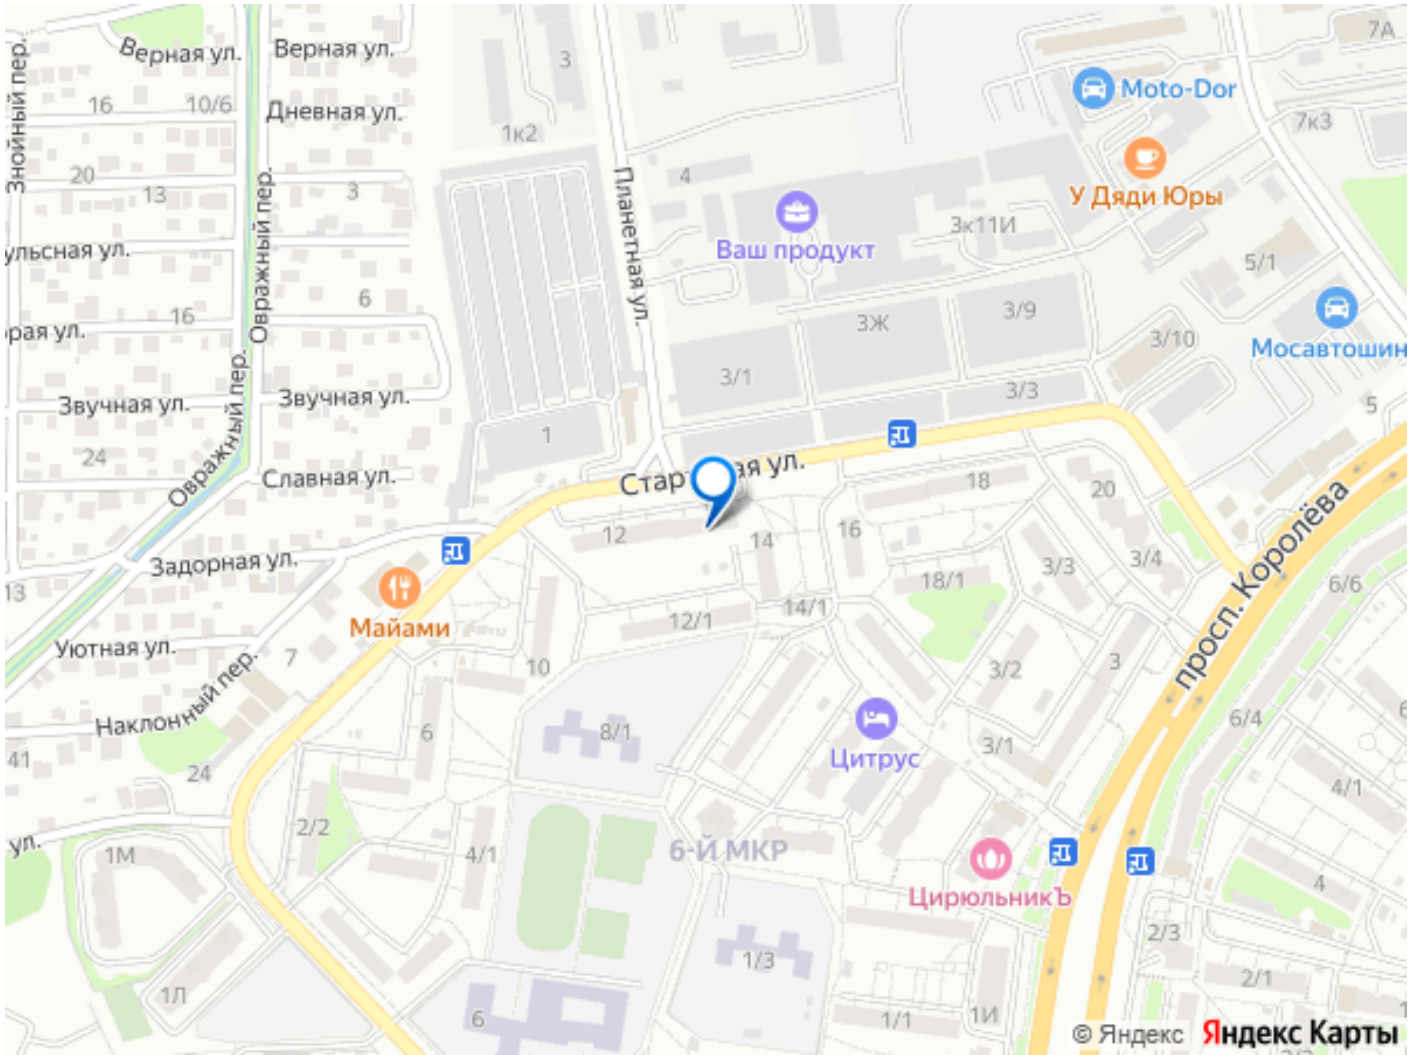 Верная ул.
Верная ул.
3
7А
Знойный пер.
16
10/6
Дневная ул.
1к2
Moto-Dor
7к3
У Дяди Юры
20
13
3
4
Планетная ул.
Ваш продукт
3к11И
Овражный пер.
ульсная ул.
5/1
6
16
орая ул.
3Ж
3/9
3/10
Мосавтошин
Овражный пер.
3/1
3/3
Звучная ул.
Звучная ул.
5
1
24
Славная ул.
18
20
12
14
16
Задорная ул.
3/4
3/3
18/1
6/6
13
просп. Королёва
Майами
12/1
14/1
Уютная ул.
7
10
3/2
3
Наклонный пер.
6
8/1
Цитрус
3/1
6/4
41
24
4/1
2/2
ул.
1М
4/1
6-Й МКР
ЦирюльникЪ
4
1/3
2/3
2/1
1Л
6
1/1
1И
© Яндекс
Яндекс Карты